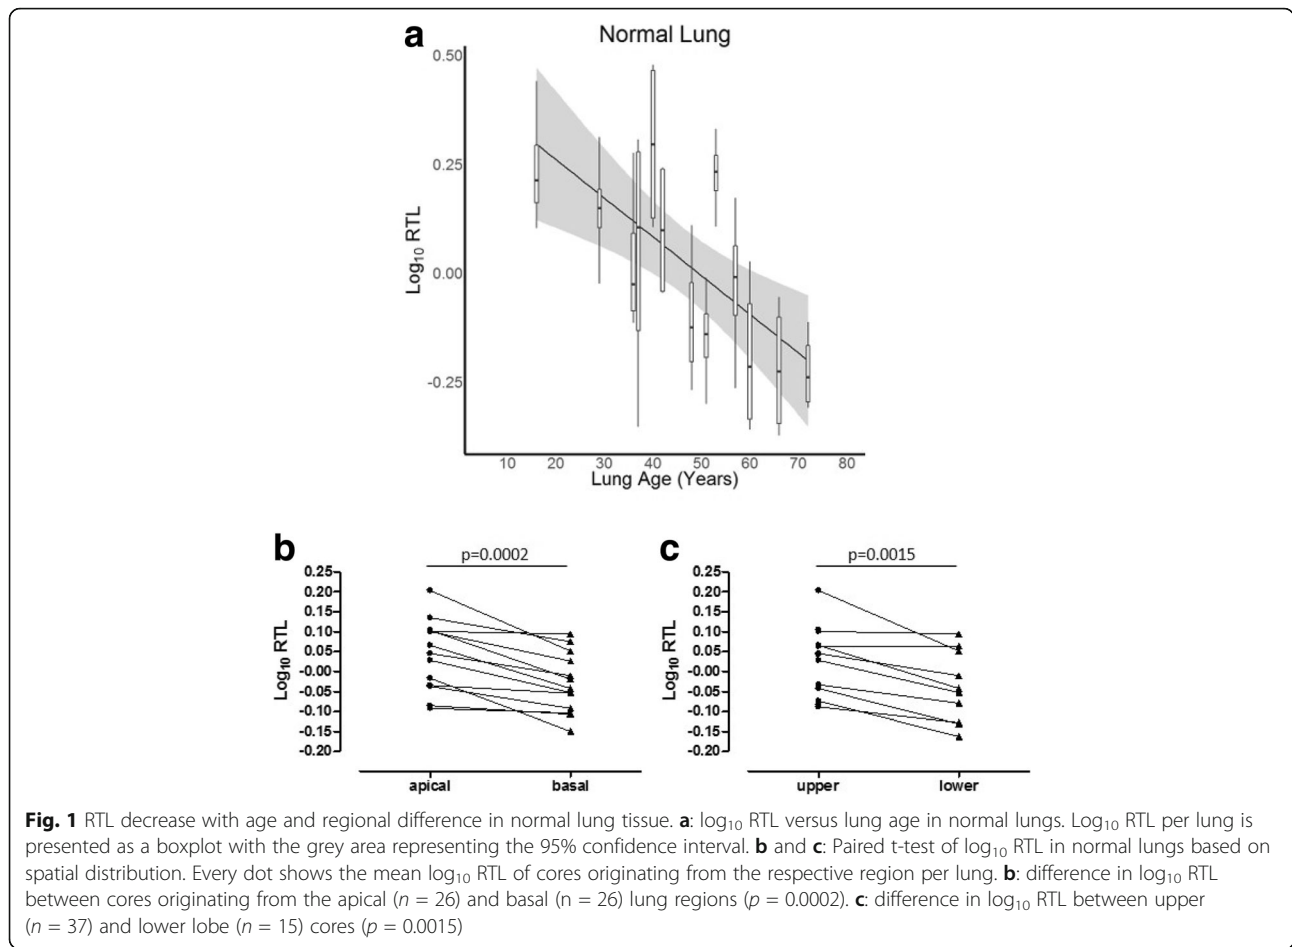 a
Normal Lung
0.50
0.25
0.00
-0.25
Log₁₀ RTL
10 20 30 40 50 60 70 80
Lung Age (Years)
b
p=0.0002
0.25
0.20
0.15
0.10
0.05
-0.00
-0.05
-0.10
-0.15
-0.20
Log₁₀ RTL
apical basal
c
p=0.0015
0.25
0.20
0.15
0.10
0.05
-0.00
-0.05
-0.10
-0.15
-0.20
Log₁₀ RTL
upper lower
Fig. 1 RTL decrease with age and regional difference in normal lung tissue. a: log₁₀ RTL versus lung age in normal lungs. Log₁₀ RTL per lung is
presented as a boxplot with the grey area representing the 95% confidence interval. b and c: Paired t-test of log₁₀ RTL in normal lungs based on
spatial distribution. Every dot shows the mean log₁₀ RTL of cores originating from the respective region per lung. b: difference in log₁₀ RTL
between cores originating from the apical (n = 26) and basal (n = 26) lung regions (p = 0.0002). c: difference in log₁₀ RTL between upper
(n = 37) and lower lobe (n = 15) cores (p = 0.0015)